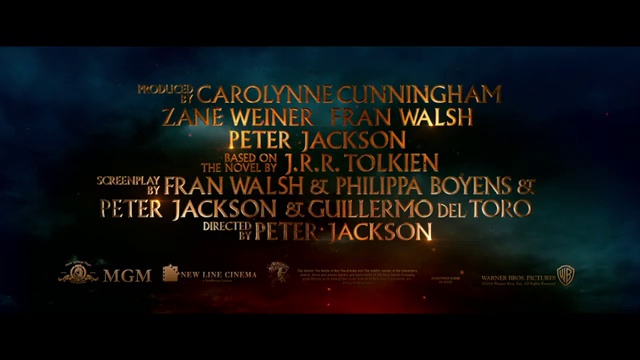 PRODUCED BY CAROLYNNE CUNNINGHAM
ZANE WEINER FRAN WALSH
PETER JACKSON
BASED ON THE NOVEL BY J.R.R. TOLKIEN
SCREENPLAY BY FRAN WALSH & PHILIPPA BOYENS &
PETER JACKSON & GUILLERMO DEL TORO
DIRECTED BY PETER JACKSON
MGM NEW LINE CINEMA WARNER BROS. PICTURES WB